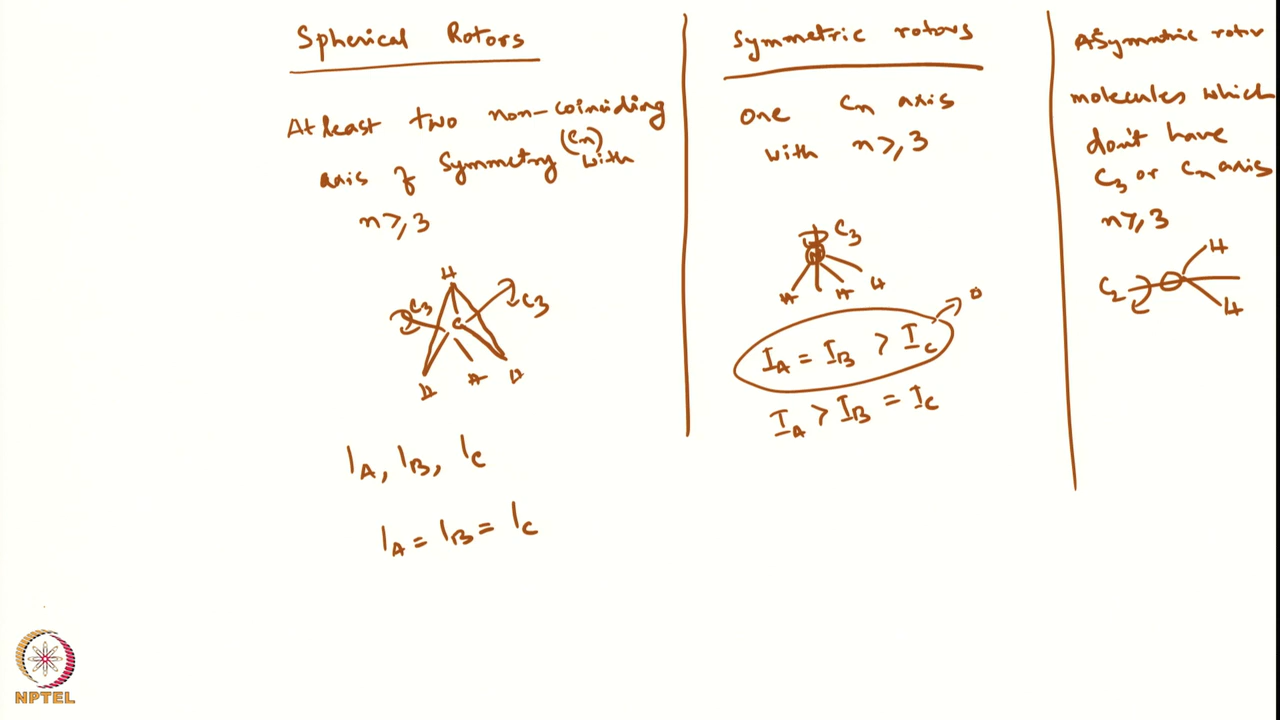 Spherical Rotors
At least two non-coinciding
axis of Symmetry (Cn) with
n ≥ 3
H
C3
C3
C
H H H
IA, IB, IC
IA = IB = IC
Symmetric rotors
One Cn axis
with n ≥ 3
C3
N
H H H
IA = IB > IC
IA > IB = IC
ASymmetric rotor
molecules which
don't have
C3 or Cn axis
n ≥ 3
H
C2
H
NPTEL